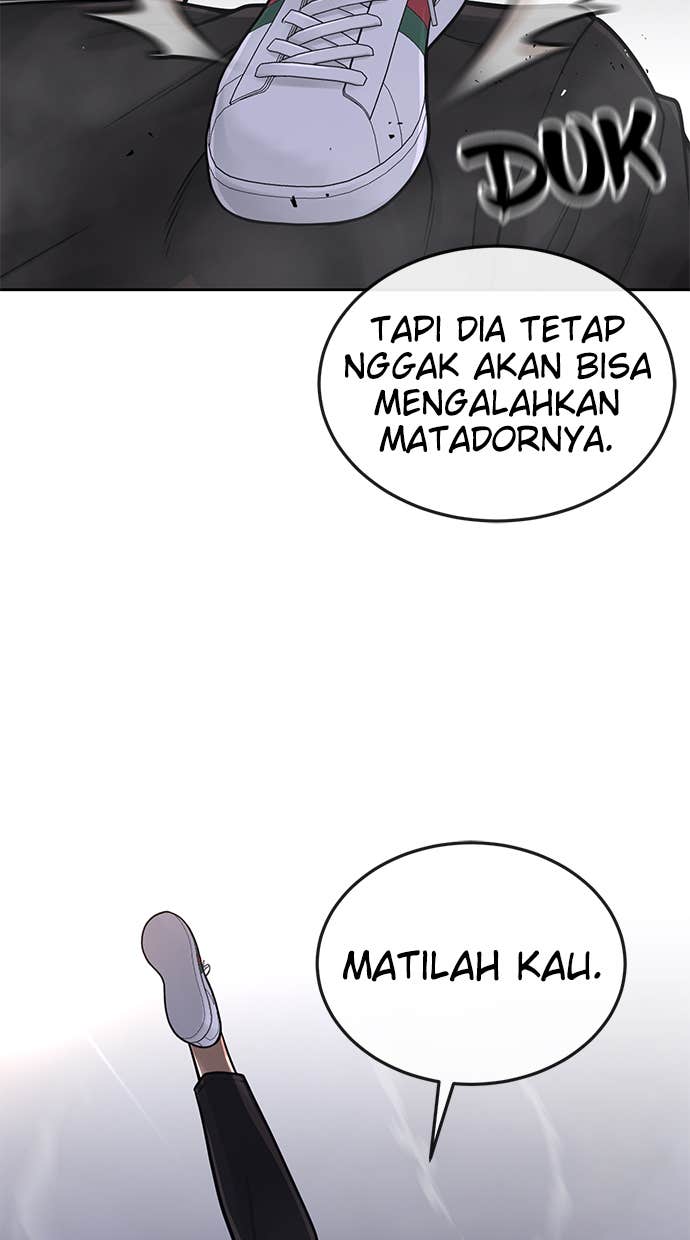 DUK
TAPI DIA TETAP
NGGAK AKAN BISA
MENGALAHKAN
MATADORNYA.
MATILAH KAU.